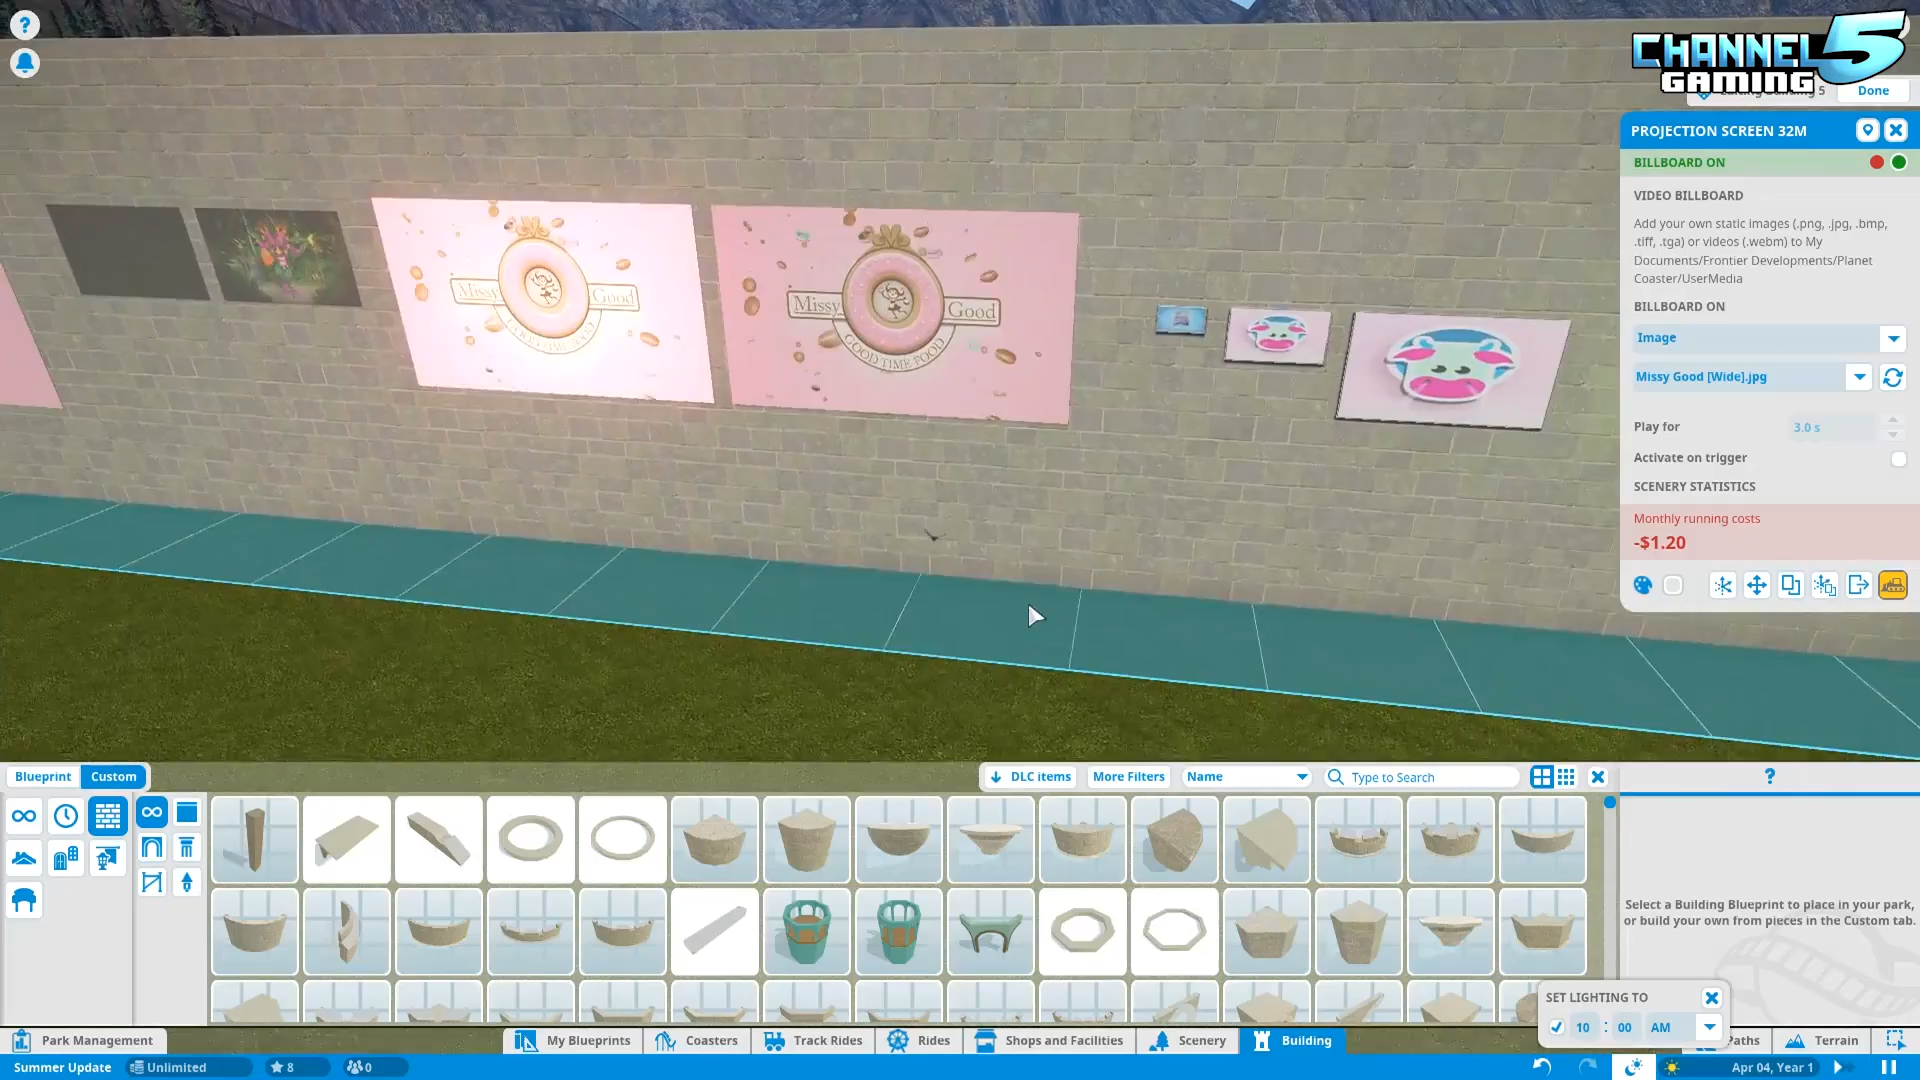 CHANNEL 5
GAMING
5
Done
PROJECTION SCREEN 32M
BILLBOARD ON
VIDEO BILLBOARD
Add your own static images (.png, .jpg, .bmp,
.tiff, .tga) or videos (.webm) to My
Documents/Frontier Developments/Planet
Coaster/UserMedia
BILLBOARD ON
Image
Missy Good [Wide].jpg
Play for
3.0 s
Activate on trigger
SCENERY STATISTICS
Monthly running costs
-$1.20
Missy Good
GOOD TIME FOOD
Missy Good
GOOD TIME FOOD
Blueprint
Custom
DLC items
More Filters
Name
Type to Search
?
Select a Building Blueprint to place in your park,
or build your own from pieces in the Custom tab.
SET LIGHTING TO
10 : 00 AM
Park Management
My Blueprints
Coasters
Track Rides
Rides
Shops and Facilities
Scenery
Building
Paths
Terrain
Summer Update
Unlimited
8
0
Apr 04, Year 1